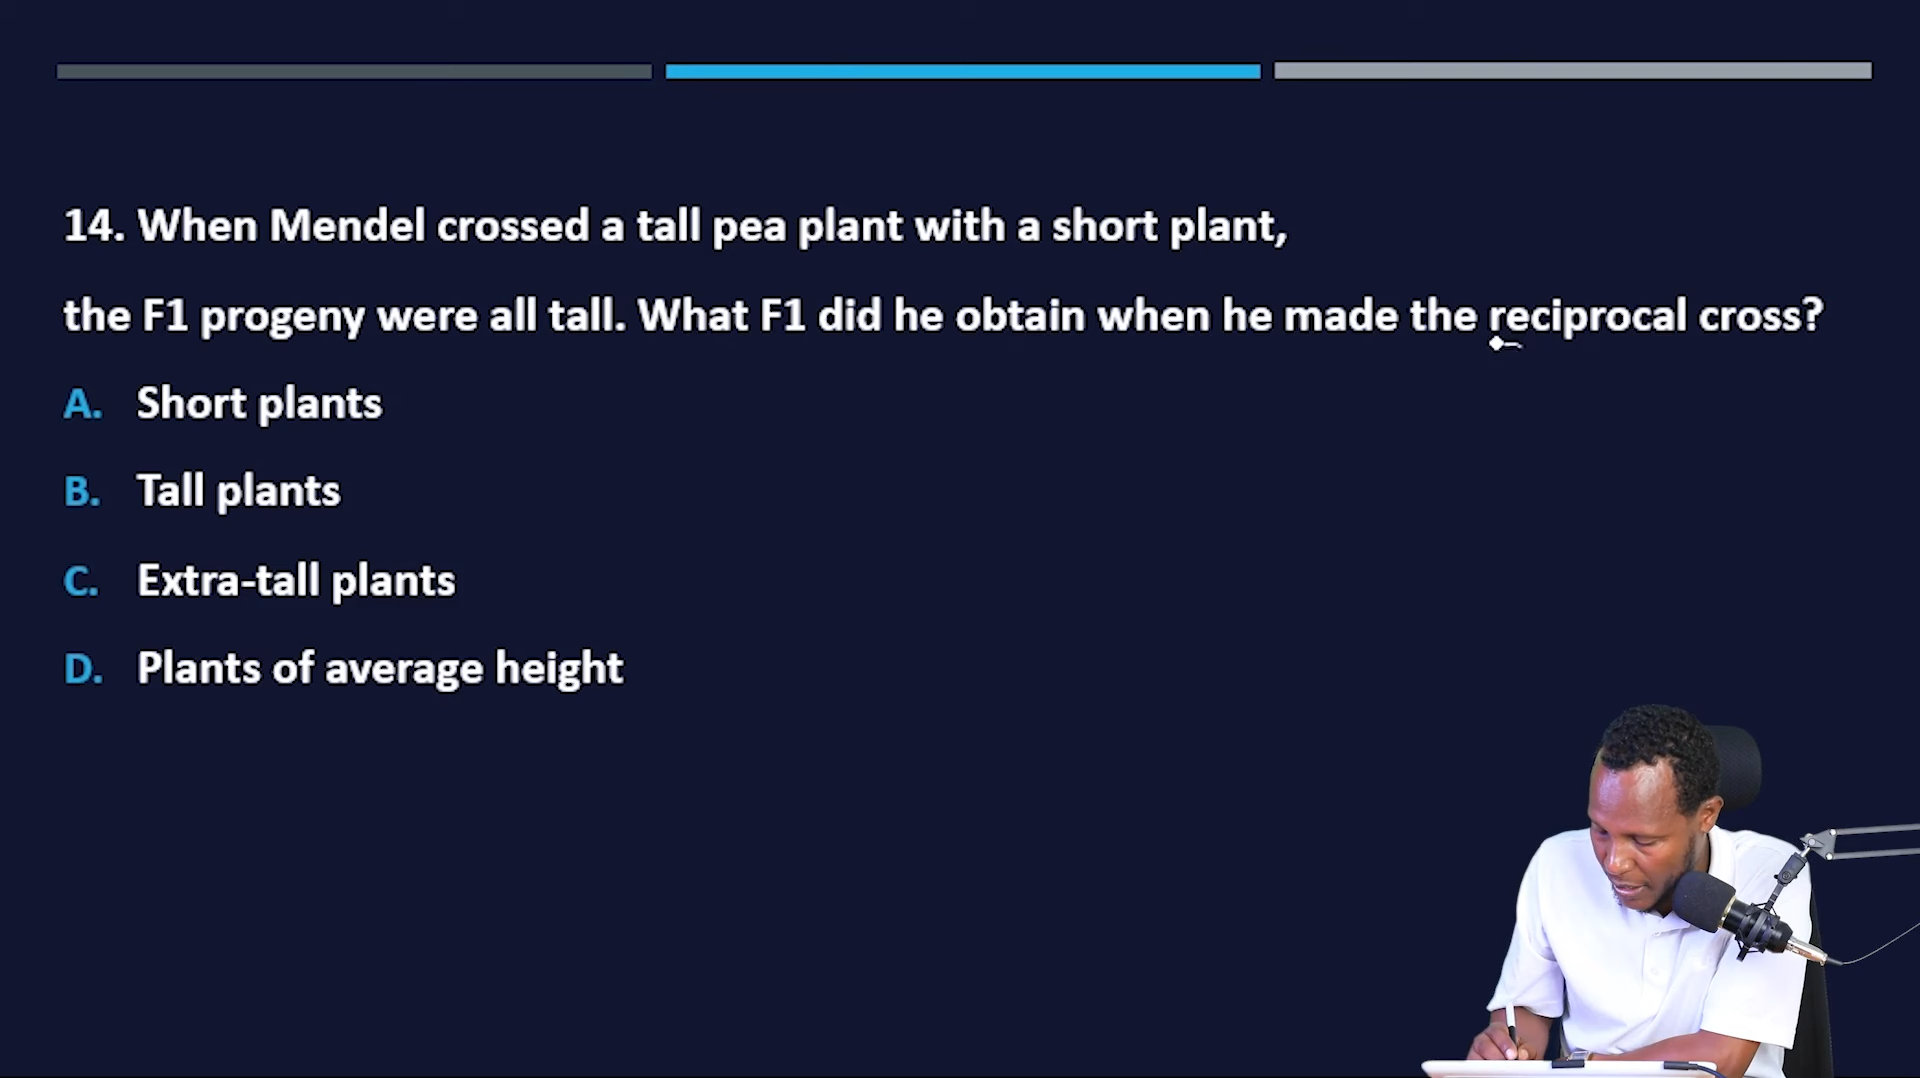 14. When Mendel crossed a tall pea plant with a short plant,
the F1 progeny were all tall. What F1 did he obtain when he made the reciprocal cross?
A. Short plants
B. Tall plants
C. Extra-tall plants
D. Plants of average height